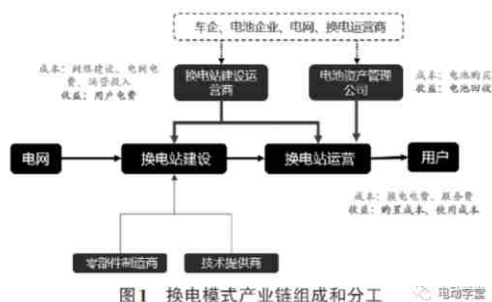 车企、电池企业、电网、换电运营商
成本：网络建设、电网电
费、运营投入
收益：用户电费
换电站建设运
营商
电池资产管理
公司
成本：电池购买
收益：电池回收
电网
换电站建设
换电站运营
用户
成本：换电电费、服务费
收益：购置成本、使用成本
零部件制造商
技术提供商
图1 换电模式产业链组成和分工
电动学堂